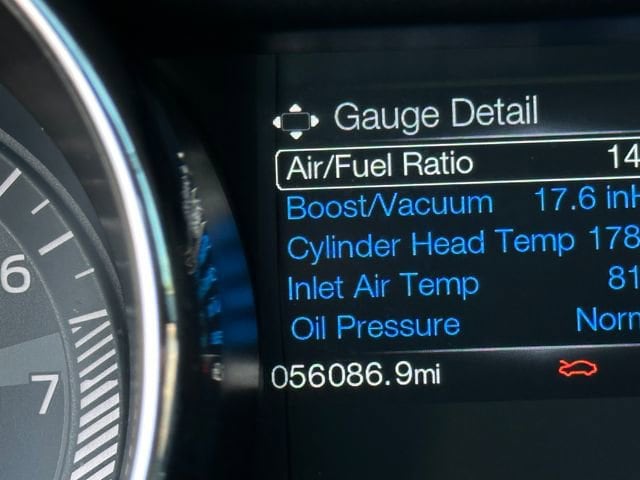 Gauge Detail
Air/Fuel Ratio 14
Boost/Vacuum 17.6 inH
Cylinder Head Temp 178
Inlet Air Temp 81
Oil Pressure Norm
056086.9mi
6
7